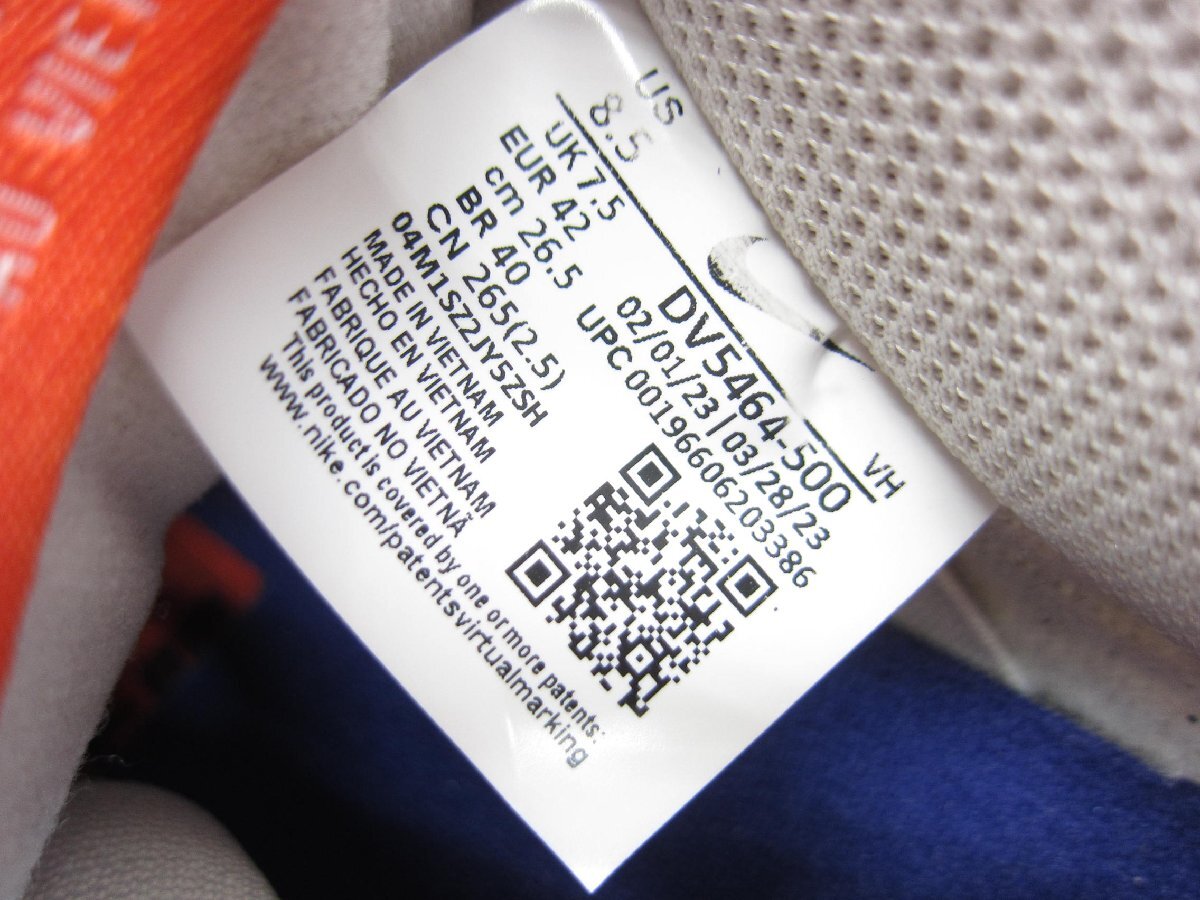 US
8.5
UK 7.5
EUR 42
cm 26.5
BR 40
CN 265(2.5)
04M1SZ2JY5ZSH
MADE IN VIETNAM
HECHO EN VIETNAM
FABRIQUE AU VIETNAM
FABRICADO NO VIETNÃ
This product is covered by one or more patents:
www.nike.com/patentsvirtualmarking
VH
DV5464-500
02/01/23 | 03/28/23
UPC 00196606203386